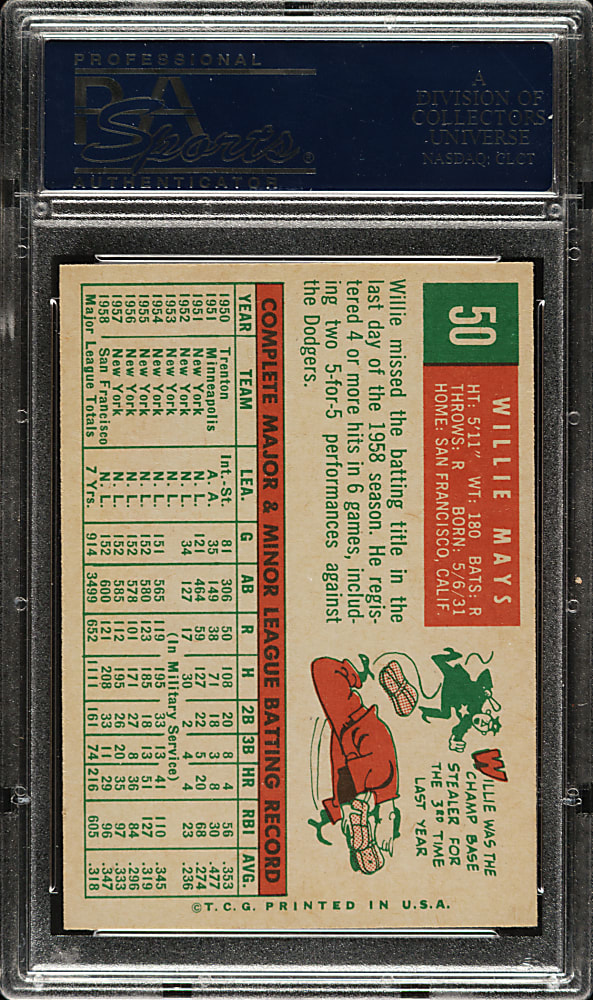 PROFESSIONAL
PSA
Sports®
AUTHENTICATOR
A
DIVISION OF
COLLECTORS
UNIVERSE
NASDAQ: CLCT
50
WILLIE MAYS
HT: 5'11" WT: 180 BATS: R
THROWS: R BORN: 5/6/31
HOME: SAN FRANCISCO, CALIF.
Willie missed the batting title in the
last day of the 1958 season. He regis-
tered 4 or more hits in 6 games, includ-
ing two 5-for-5 performances against
the Dodgers.
WILLIE WAS THE
CHAMP BASE
STEALER FOR
THE 3RD TIME
LAST YEAR
COMPLETE MAJOR & MINOR LEAGUE BATTING RECORD
YEAR TEAM LEA G AB R H 2B 3B HR RBI AVG.
1950 Trenton Int.-St. 81 306 50 108 20 8 4 56 .353
1951 Minneapolis A. A. 35 149 38 71 18 3 8 30 .477
1951 New York N. L. 121 464 59 127 22 5 20 68 .274
1952 New York N. L. 34 127 17 30 2 4 4 23 .236
1953 New York N. L. (In Military Service)
1954 New York N. L. 151 565 119 195 33 13 41 110 .345
1955 New York N. L. 152 580 123 185 18 13 51 127 .319
1956 New York N. L. 152 578 101 171 27 8 36 84 .296
1957 New York N. L. 152 585 112 195 26 20 35 97 .333
1958 San Francisco N. L. 152 600 121 208 33 11 29 96 .347
Major League Totals 7 Yrs. 914 3499 652 1111 161 74 216 605 .318
©T.C.G. PRINTED IN U.S.A.